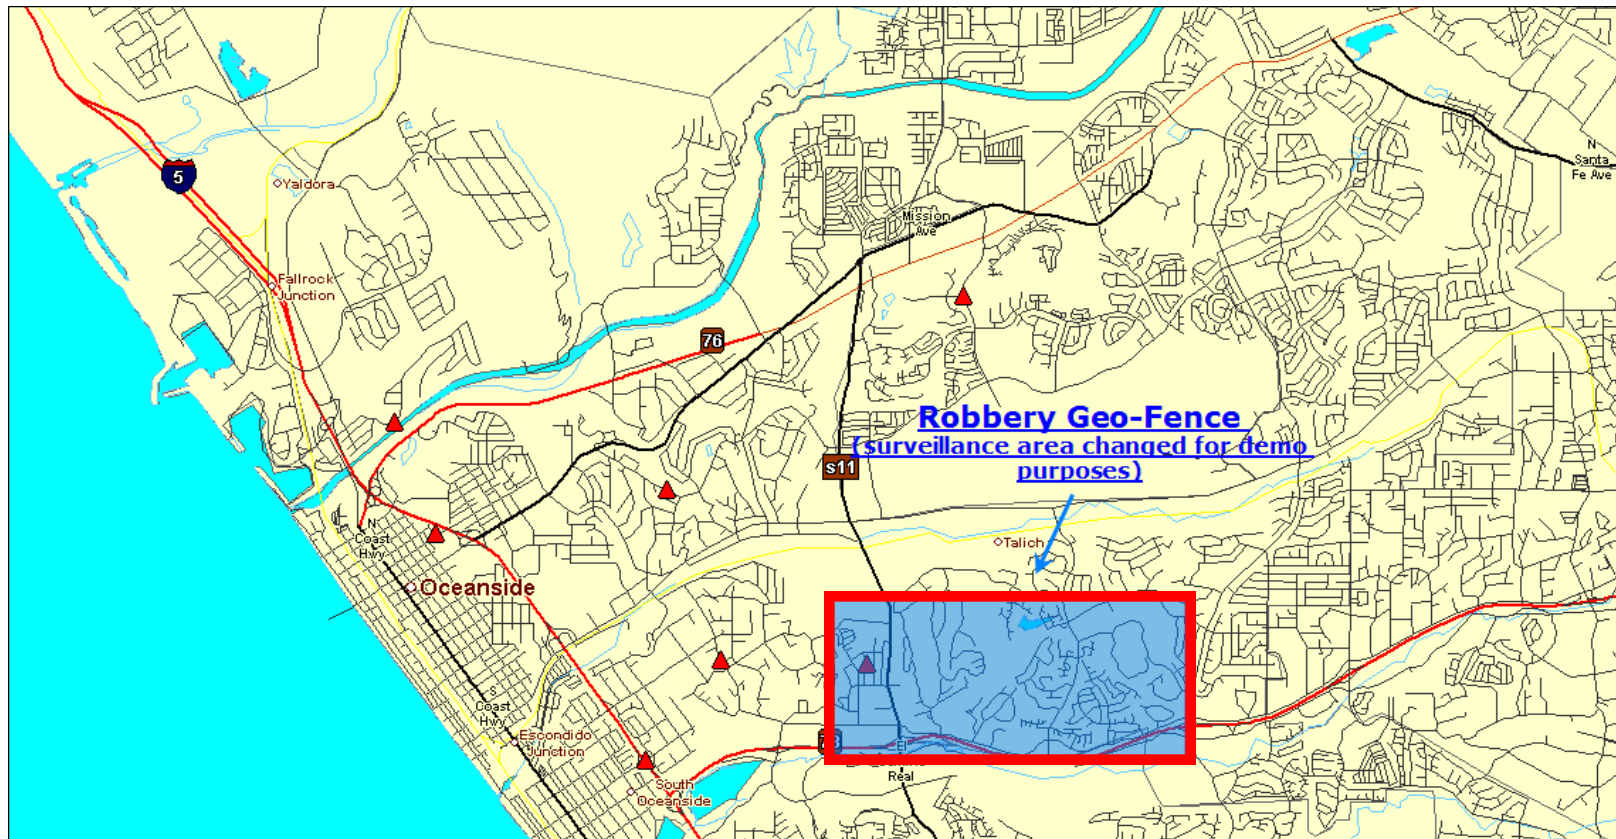 5
Yaldora
N
Santa
Fe Ave
Mission
Ave
Fallrock
Junction
76
Robbery Geo-Fence
(surveillance area changed for demo
purposes)
s11
N
Coast
Hwy
Talich
Oceanside
S
Coast
Hwy
Escondido
Junction
El
Real
South
Oceanside